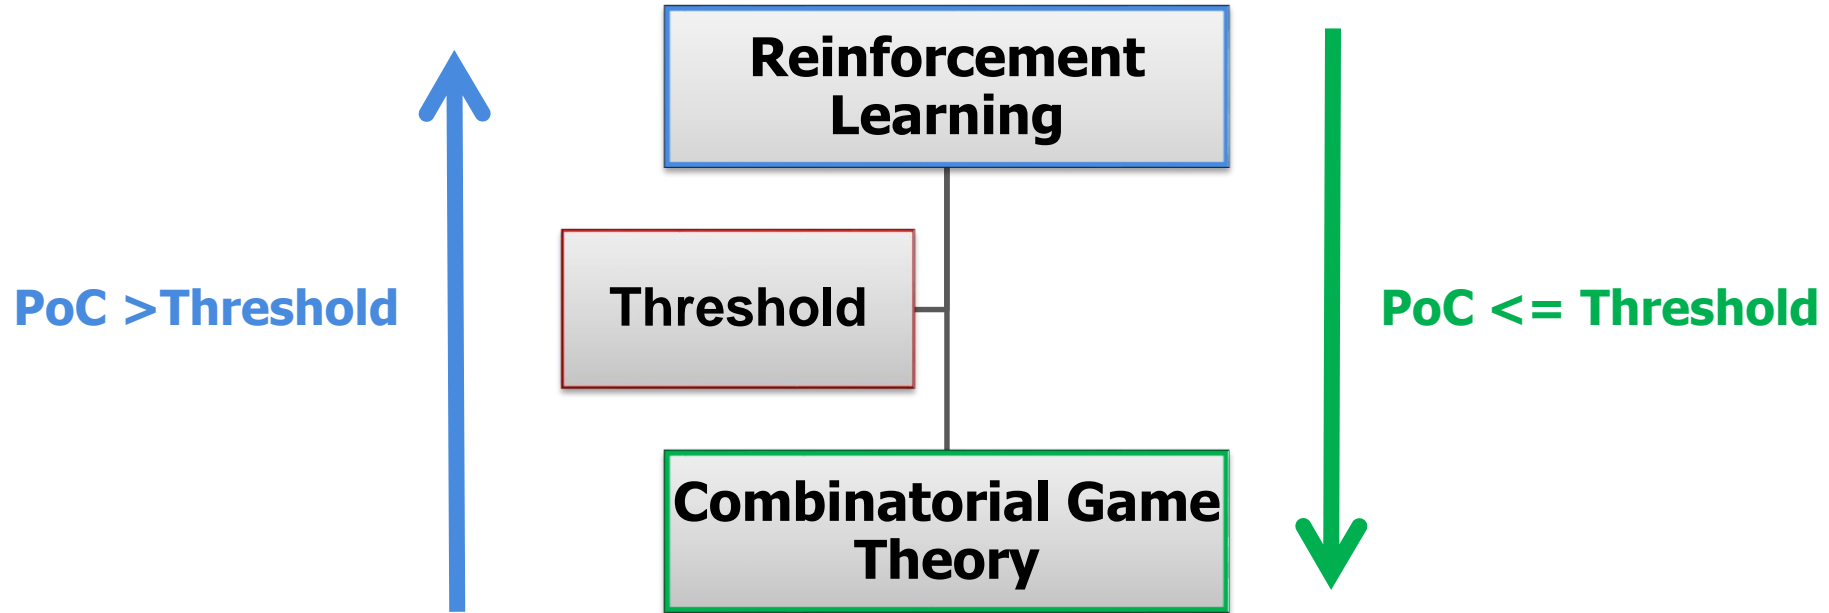 Reinforcement
Learning
PoC >Threshold
Threshold
PoC <= Threshold
Combinatorial Game
Theory